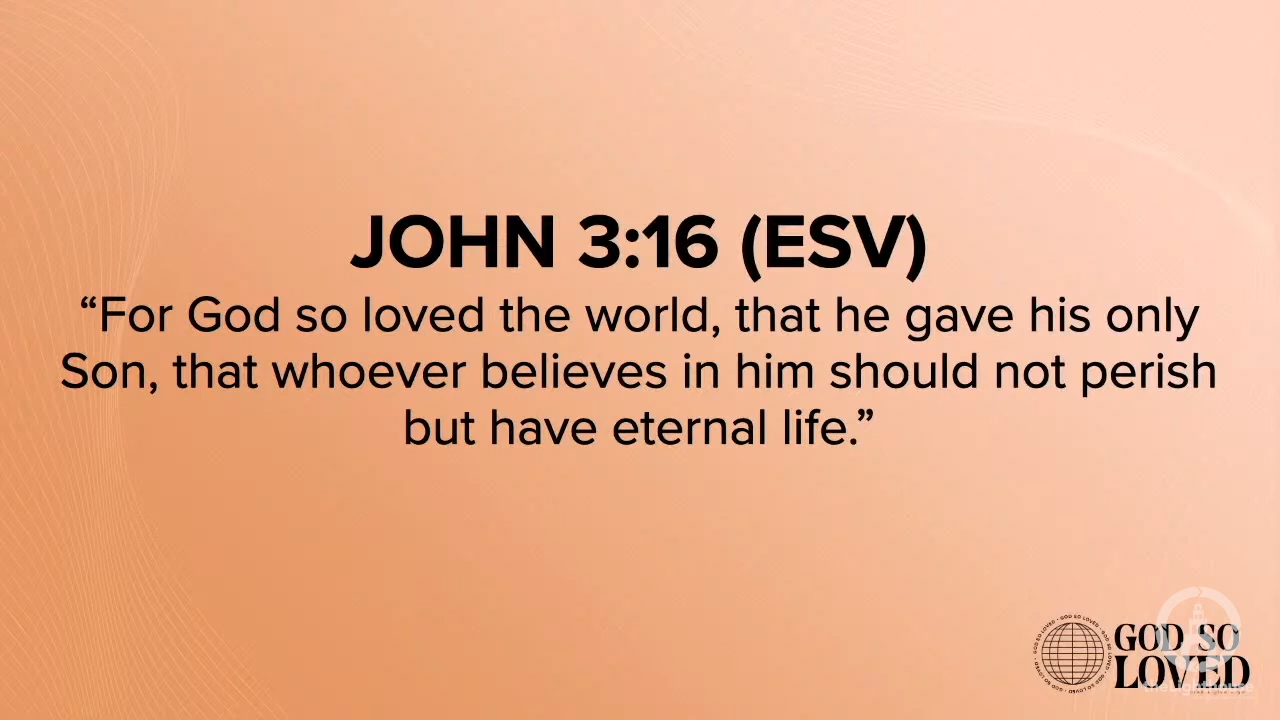 JOHN 3:16 (ESV)
“For God so loved the world, that he gave his only
Son, that whoever believes in him should not perish
but have eternal life.”
GOD SO
LOVED